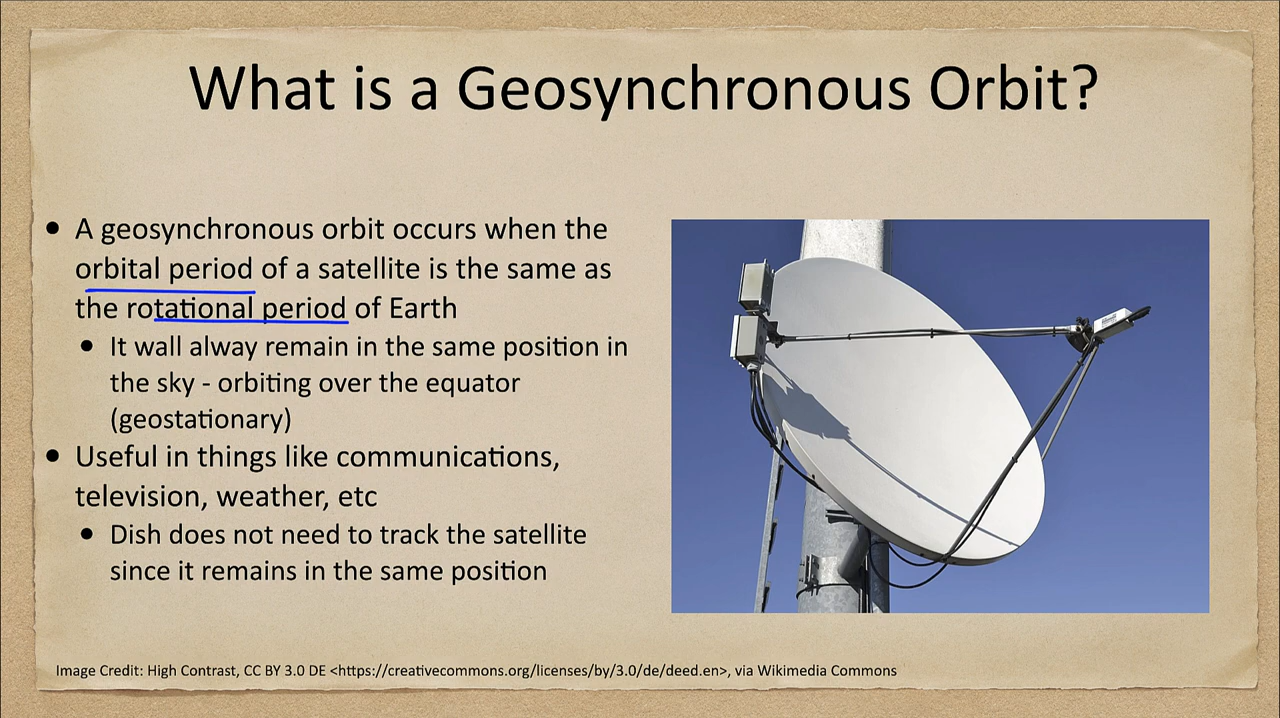 What is a Geosynchronous Orbit?
• A geosynchronous orbit occurs when the
orbital period of a satellite is the same as
the rotational period of Earth
• It wall alway remain in the same position in
the sky - orbiting over the equator
(geostationary)
• Useful in things like communications,
television, weather, etc
• Dish does not need to track the satellite
since it remains in the same position
Image Credit: High Contrast, CC BY 3.0 DE <https://creativecommons.org/licenses/by/3.0/de/deed.en>, via Wikimedia Commons